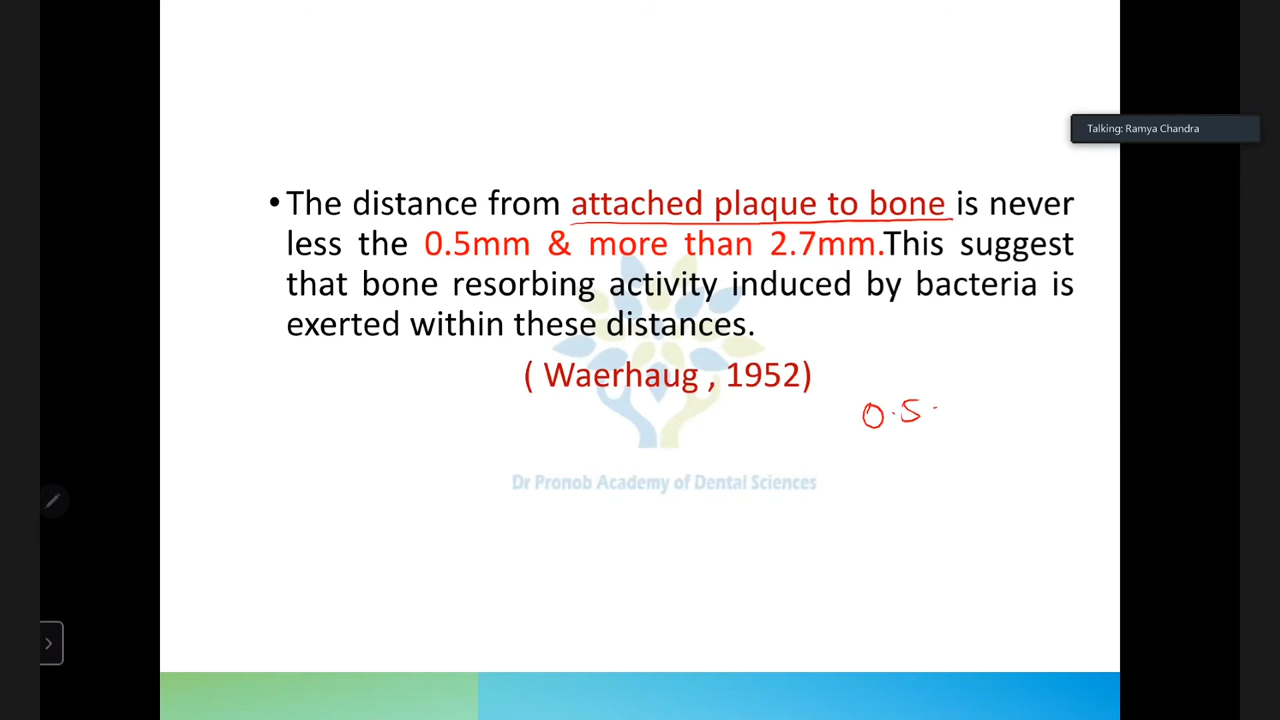 Talking: Ramya Chandra
•The distance from attached plaque to bone is never
less the 0.5mm & more than 2.7mm.This suggest
that bone resorbing activity induced by bacteria is
exerted within these distances.
( Waerhaug , 1952)
0.5
Dr Pronob Academy of Dental Sciences